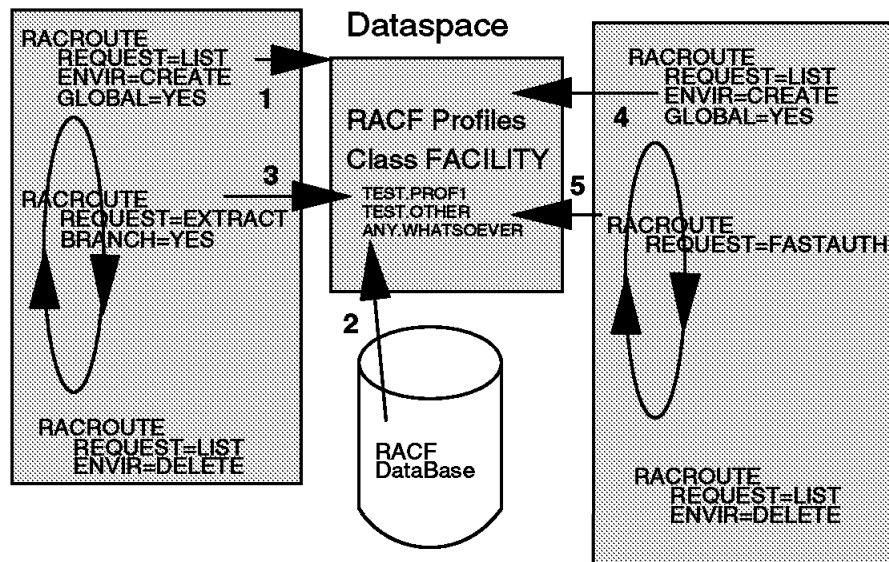 Dataspace
RACROUTE
REQUEST=LIST
ENVIR=CREATE
GLOBAL=YES
1
3
RACROUTE
REQUEST=EXTRACT
BRANCH=YES
RACROUTE
REQUEST=LIST
ENVIR=DELETE
RACF Profiles
Class FACILITY
TEST.PROF1
TEST.OTHER
ANY.WHATSOEVER
2
RACF
DataBase
RACROUTE
REQUEST=LIST
ENVIR=CREATE
GLOBAL=YES
4
5
RACROUTE
REQUEST=FASTAUTH
RACROUTE
REQUEST=LIST
ENVIR=DELETE